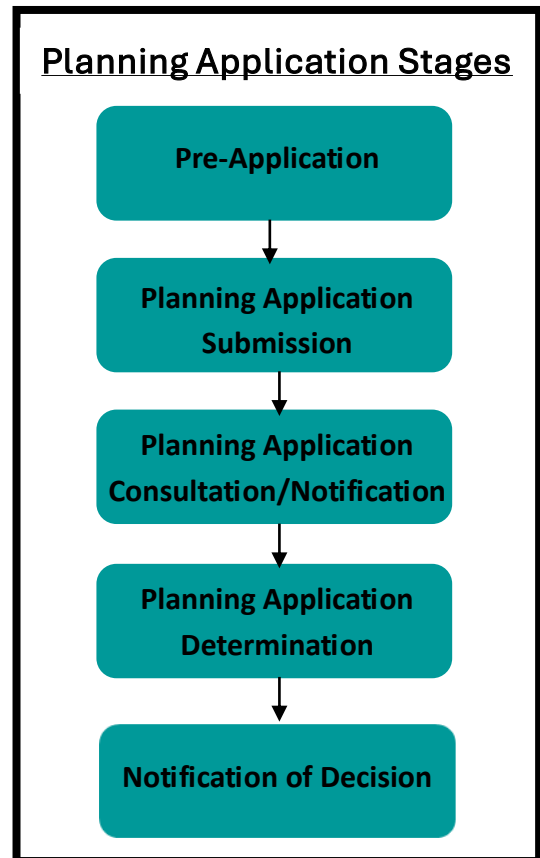 Planning Application Stages
Pre-Application
Planning Application
Submission
Planning Application
Consultation/Notification
Planning Application
Determination
Notification of Decision